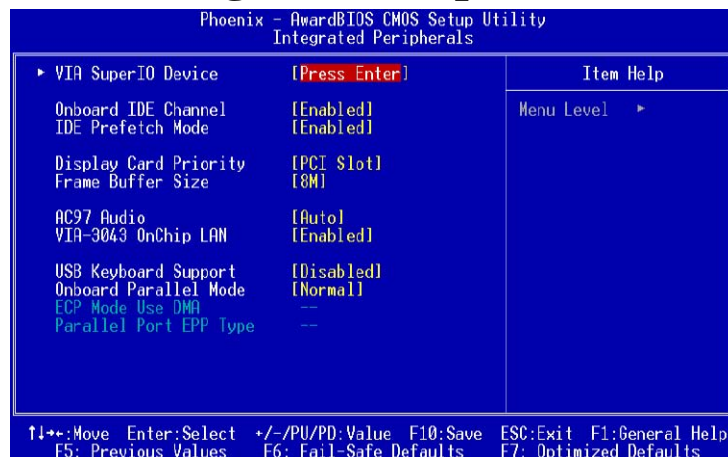 Phoenix - AwardBIOS CMOS Setup Utility
Integrated Peripherals
▶ VIA SuperIO Device [Press Enter]
Item Help
Onboard IDE Channel [Enabled]
Menu Level ▶
IDE Prefetch Mode [Enabled]
Display Card Priority [PCI Slot]
Frame Buffer Size [8M]
AC97 Audio [Auto]
VIA-3043 OnChip LAN [Enabled]
USB Keyboard Support [Disabled]
Onboard Parallel Mode [Normal]
ECP Mode Use DMA --
Parallel Port EPP Type --
↑↓→←:Move Enter:Select +/-/PU/PD:Value F10:Save ESC:Exit F1:General Help
F5: Previous Values F6: Fail-Safe Defaults F7: Optimized Defaults